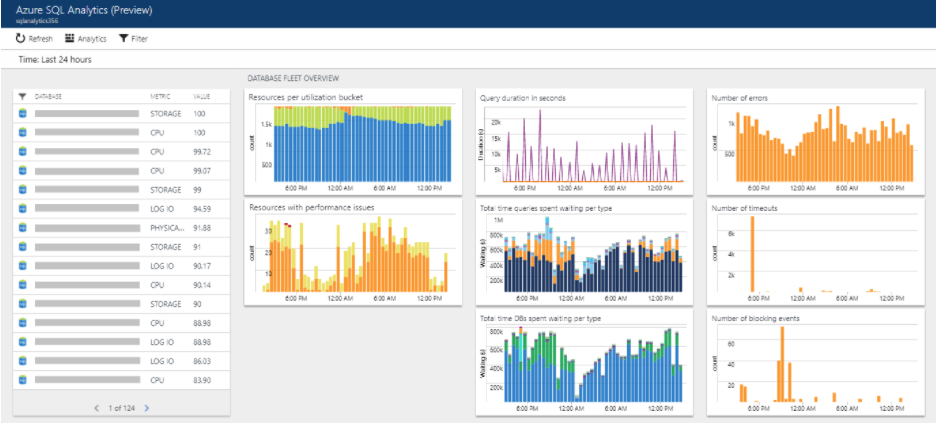 Azure SQL Analytics (Preview)
sqlanalytics356
Refresh Analytics Filter
Time: Last 24 hours
DATABASE METRIC VALUE
STORAGE 100
CPU 100
CPU 99.72
CPU 99.07
STORAGE 99
LOG IO 94.59
PHYSICA... 91.88
STORAGE 91
LOG IO 90.17
CPU 90.14
STORAGE 90
CPU 88.98
LOG IO 88.98
LOG IO 86.03
CPU 83.90
< 1 of 124 >
DATABASE FLEET OVERVIEW
Resources per utilization bucket
count
1.5k
1k
500
6:00 PM 12:00 AM 6:00 AM 12:00 PM
Query duration in seconds
Duration (s)
20k
15k
10k
5k
6:00 PM 12:00 AM 6:00 AM 12:00 PM
Number of errors
count
1k
500
6:00 PM 12:00 AM 6:00 AM 12:00 PM
Resources with performance issues
count
30
20
10
6:00 PM 12:00 AM 6:00 AM 12:00 PM
Total time queries spent waiting per type
Waiting (s)
1M
800k
600k
400k
200k
6:00 PM 12:00 AM 6:00 AM 12:00 PM
Number of timeouts
count
6k
4k
2k
6:00 PM 12:00 AM 6:00 AM 12:00 PM
Total time DBs spent waiting per type
Waiting (s)
800k
600k
400k
200k
6:00 PM 12:00 AM 6:00 AM 12:00 PM
Number of blocking events
count
60
40
20
6:00 PM 12:00 AM 6:00 AM 12:00 PM